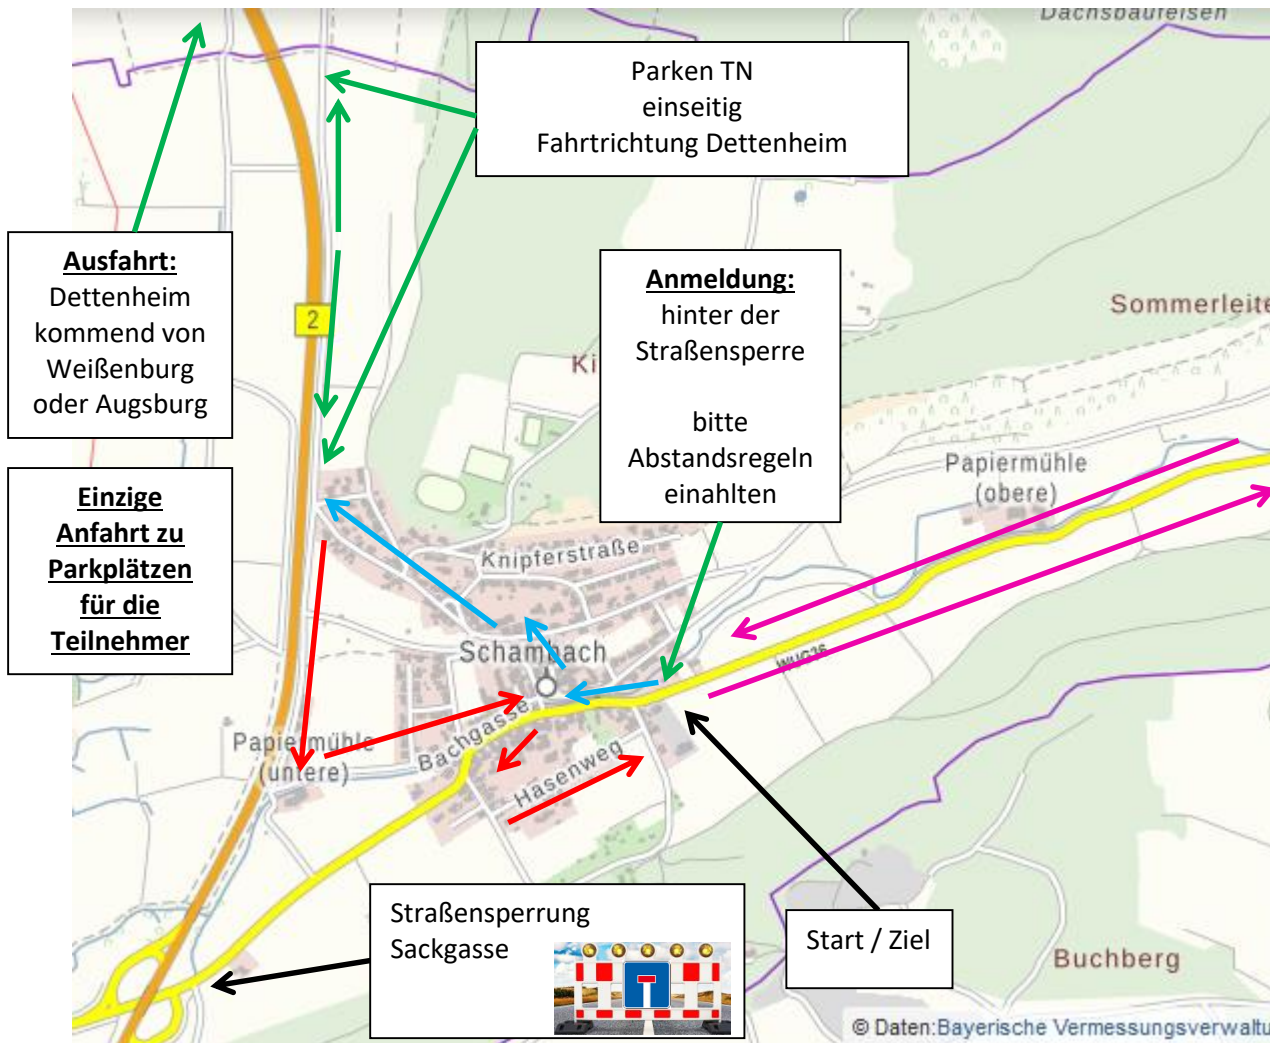 Dachsbaufeisen
Parken TN
einseitig
Fahrtrichtung Dettenheim
Ausfahrt:
Dettenheim
kommend von
Weißenburg
oder Augsburg
Anmeldung:
hinter der
Straßensperre
bitte
Abstandsregeln
einahlten
2
Sommerleite
Ki
Einzige
Anfahrt zu
Parkplätzen
für die
Teilnehmer
Papiermühle
(obere)
Knipferstraße
Schambach
WUG36
Papiermühle
(untere)
Bachgasse
Hasenweg
Straßensperrung
Sackgasse
Start / Ziel
Buchberg
© Daten:Bayerische Vermessungsverwaltu